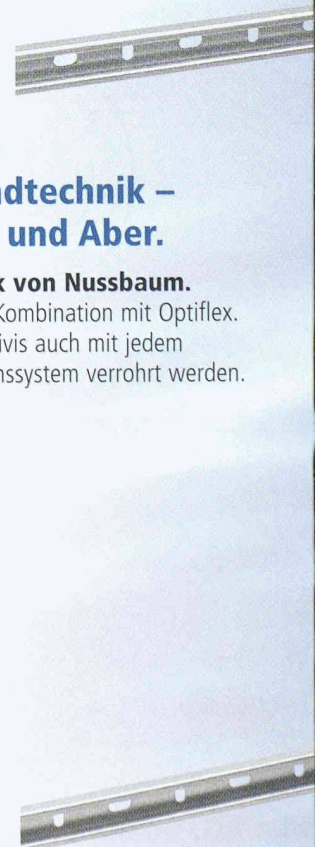 dtechnik –
und Aber.
k von Nussbaum.
Kombination mit Optiflex.
ivis auch mit jedem
nssystem verrohrt werden.